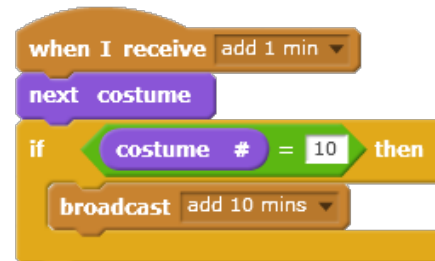 when I receive add 1 min
next costume
if costume # = 10 then
broadcast add 10 mins